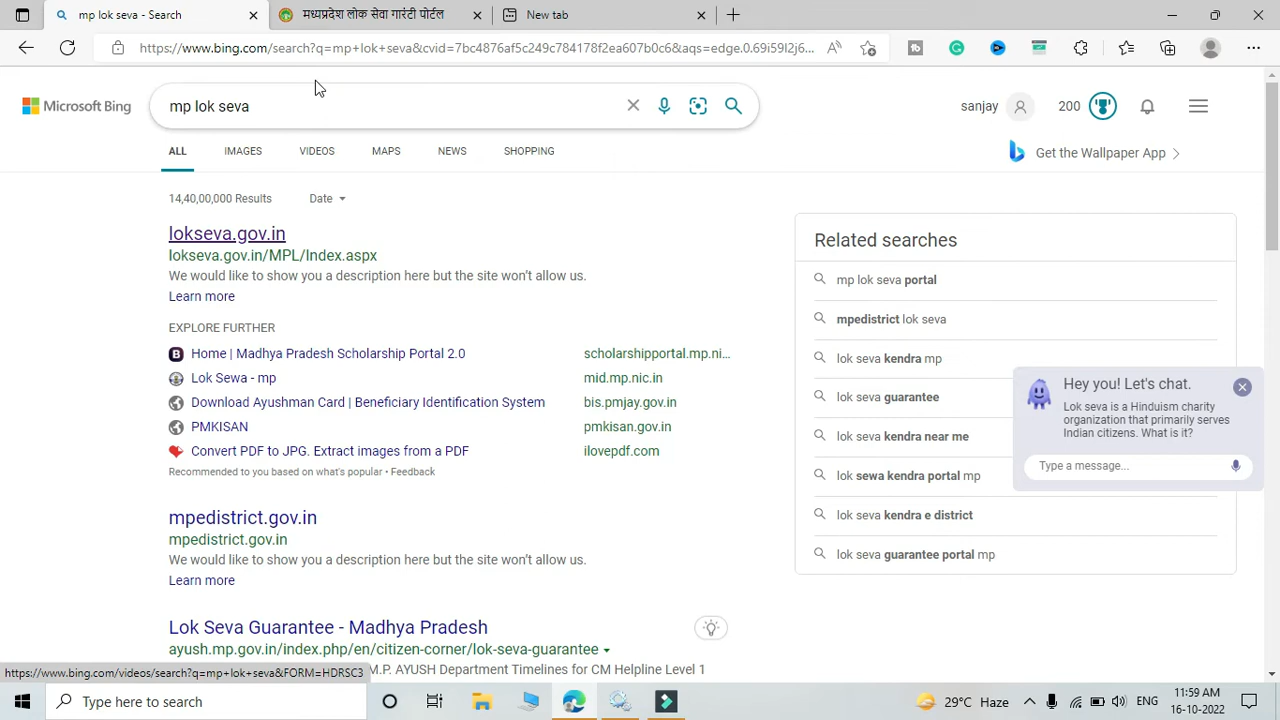 mp lok seva - Search
मध्यप्रदेश लोक सेवा गारंटी पोर्टल
New tab
https://www.bing.com/search?q=mp+lok+seva&cvid=7bc4876af5c249c784178f2ea607b0c6&aqs=edge.0.69i59l2j6...
Microsoft Bing
mp lok seva
sanjay
200
ALL
IMAGES
VIDEOS
MAPS
NEWS
SHOPPING
Get the Wallpaper App
14,40,00,000 Results
Date
lokseva.gov.in
lokseva.gov.in/MPL/Index.aspx
We would like to show you a description here but the site won't allow us.
Learn more
EXPLORE FURTHER
Home | Madhya Pradesh Scholarship Portal 2.0 scholarshipportal.mp.ni...
Lok Sewa - mp mid.mp.nic.in
Download Ayushman Card | Beneficiary Identification System bis.pmjay.gov.in
PMKISAN pmkisan.gov.in
Convert PDF to JPG. Extract images from a PDF ilovepdf.com
Recommended to you based on what's popular • Feedback
mpedistrict.gov.in
mpedistrict.gov.in
We would like to show you a description here but the site won't allow us.
Learn more
Lok Seva Guarantee - Madhya Pradesh
ayush.mp.gov.in/index.php/en/citizen-corner/lok-seva-guarantee
M.P. AYUSH Department Timelines for CM Helpline Level 1
Related searches
mp lok seva portal
mpedistrict lok seva
lok seva kendra mp
lok seva guarantee
lok seva kendra near me
lok sewa kendra portal mp
lok seva kendra e district
lok seva guarantee portal mp
Hey you! Let's chat.
Lok seva is a Hinduism charity
organization that primarily serves
Indian citizens. What is it?
Type a message...
https://www.bing.com/videos/search?q=mp+lok+seva&FORM=HDRSC3
Type here to search
29°C Haze
ENG
11:59 AM
16-10-2022